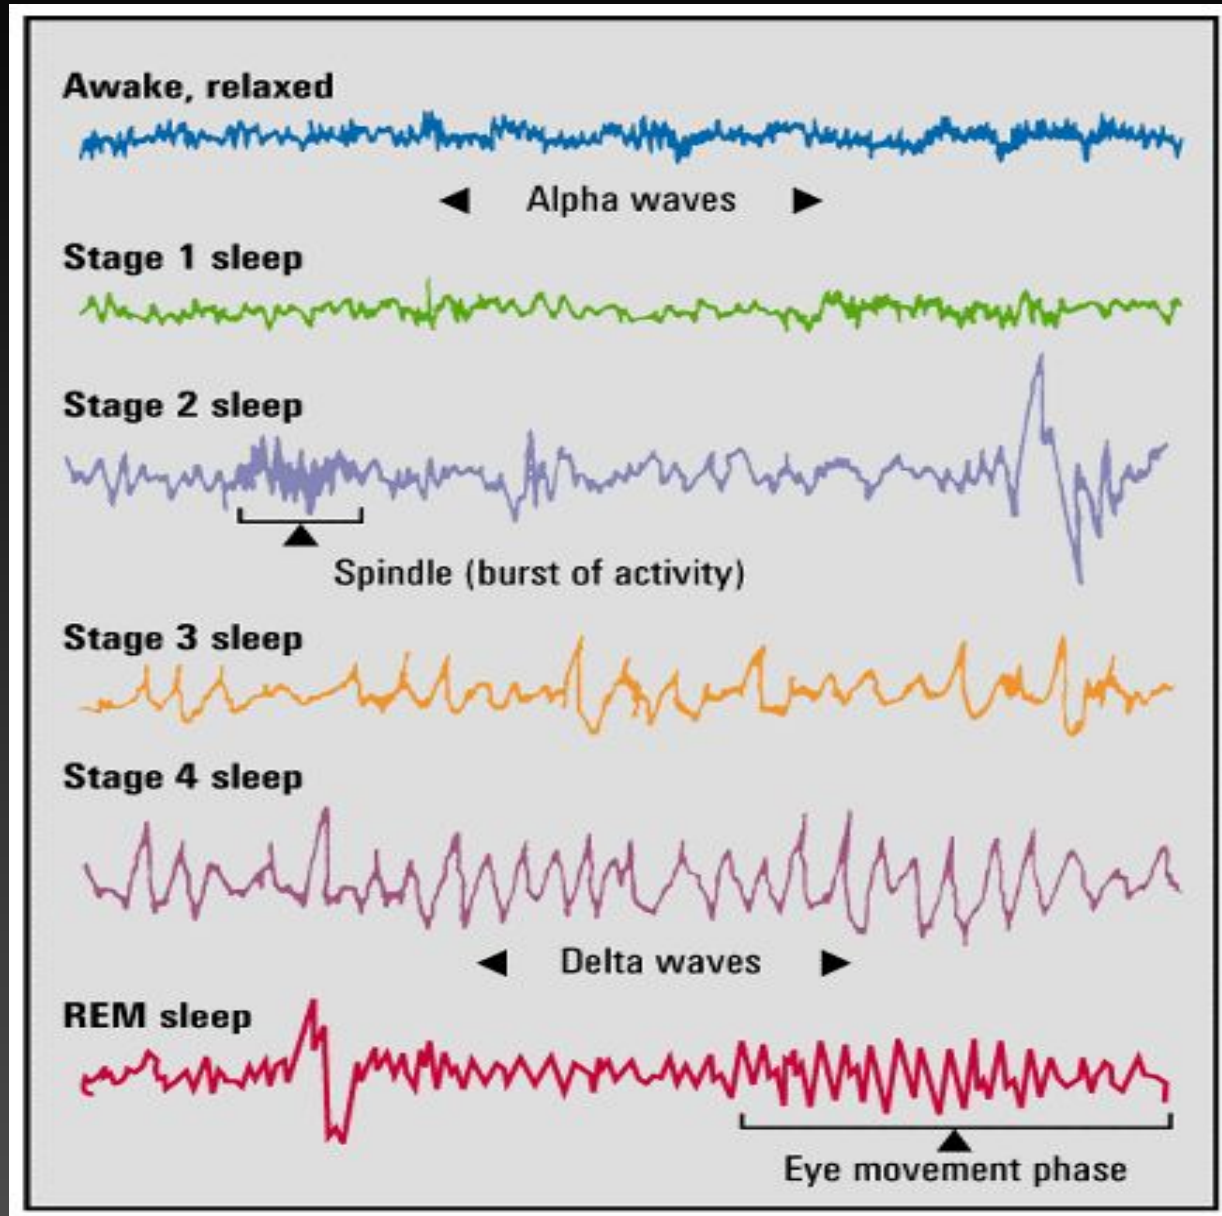 Awake, relaxed
Alpha waves
Stage 1 sleep
Stage 2 sleep
Spindle (burst of activity)
Stage 3 sleep
Stage 4 sleep
Delta waves
REM sleep
Eye movement phase